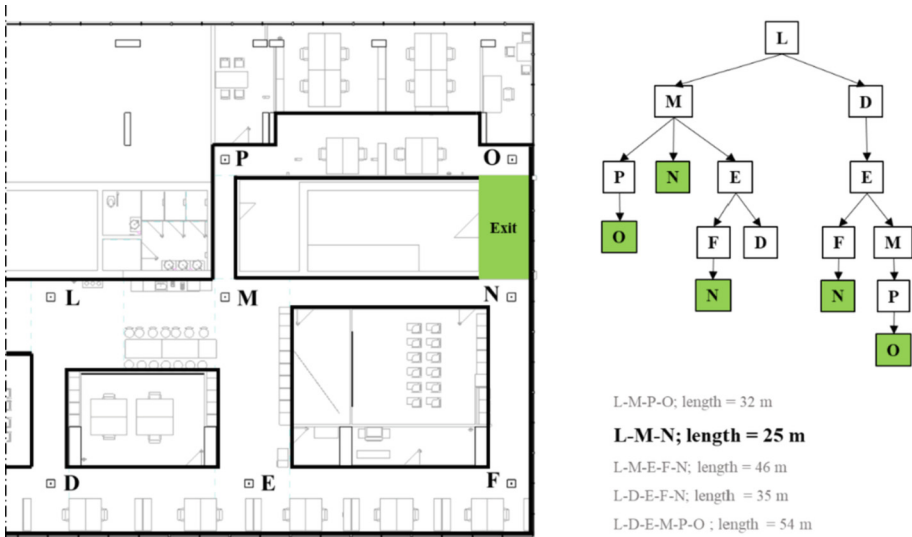 P
O
Exit
L
M
N
D
E
F
L
M
D
P
N
E
E
O
F
D
F
M
N
N
P
O
L-M-P-O; length = 32 m
L-M-N; length = 25 m
L-M-E-F-N; length = 46 m
L-D-E-F-N; length = 35 m
L-D-E-M-P-O ; length = 54 m